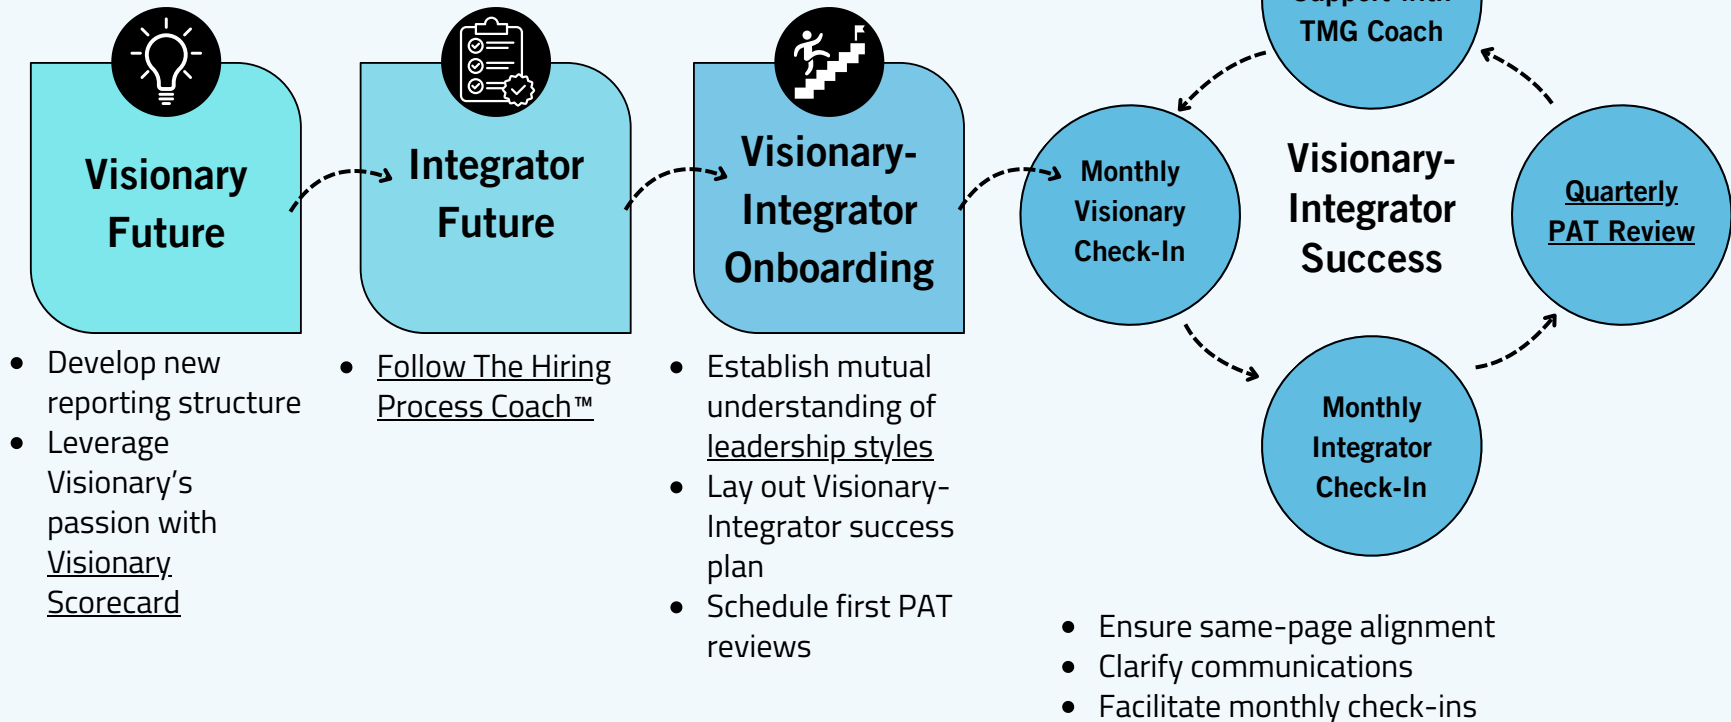 Visionary
Future
Integrator
Future
Visionary-
Integrator
Onboarding
Support with
TMG Coach
Monthly
Visionary
Check-In
Visionary-
Integrator
Success
Quarterly
PAT Review
Monthly
Integrator
Check-In
• Develop new
reporting structure
• Leverage
Visionary’s
passion with
Visionary
Scorecard
• Follow The Hiring
Process Coach™
• Establish mutual
understanding of
leadership styles
• Lay out Visionary-
Integrator success
plan
• Schedule first PAT
reviews
• Ensure same-page alignment
• Clarify communications
• Facilitate monthly check-ins